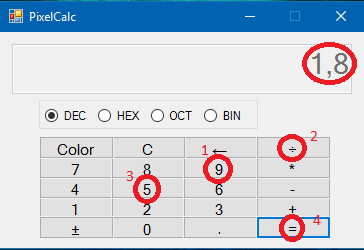 PixelCalc
1,8
DEC HEX OCT BIN
Color C 1 ← ÷ 2
7 8 9 *
3
4 5 6 -
1 2 3 + 4
± 0 . =